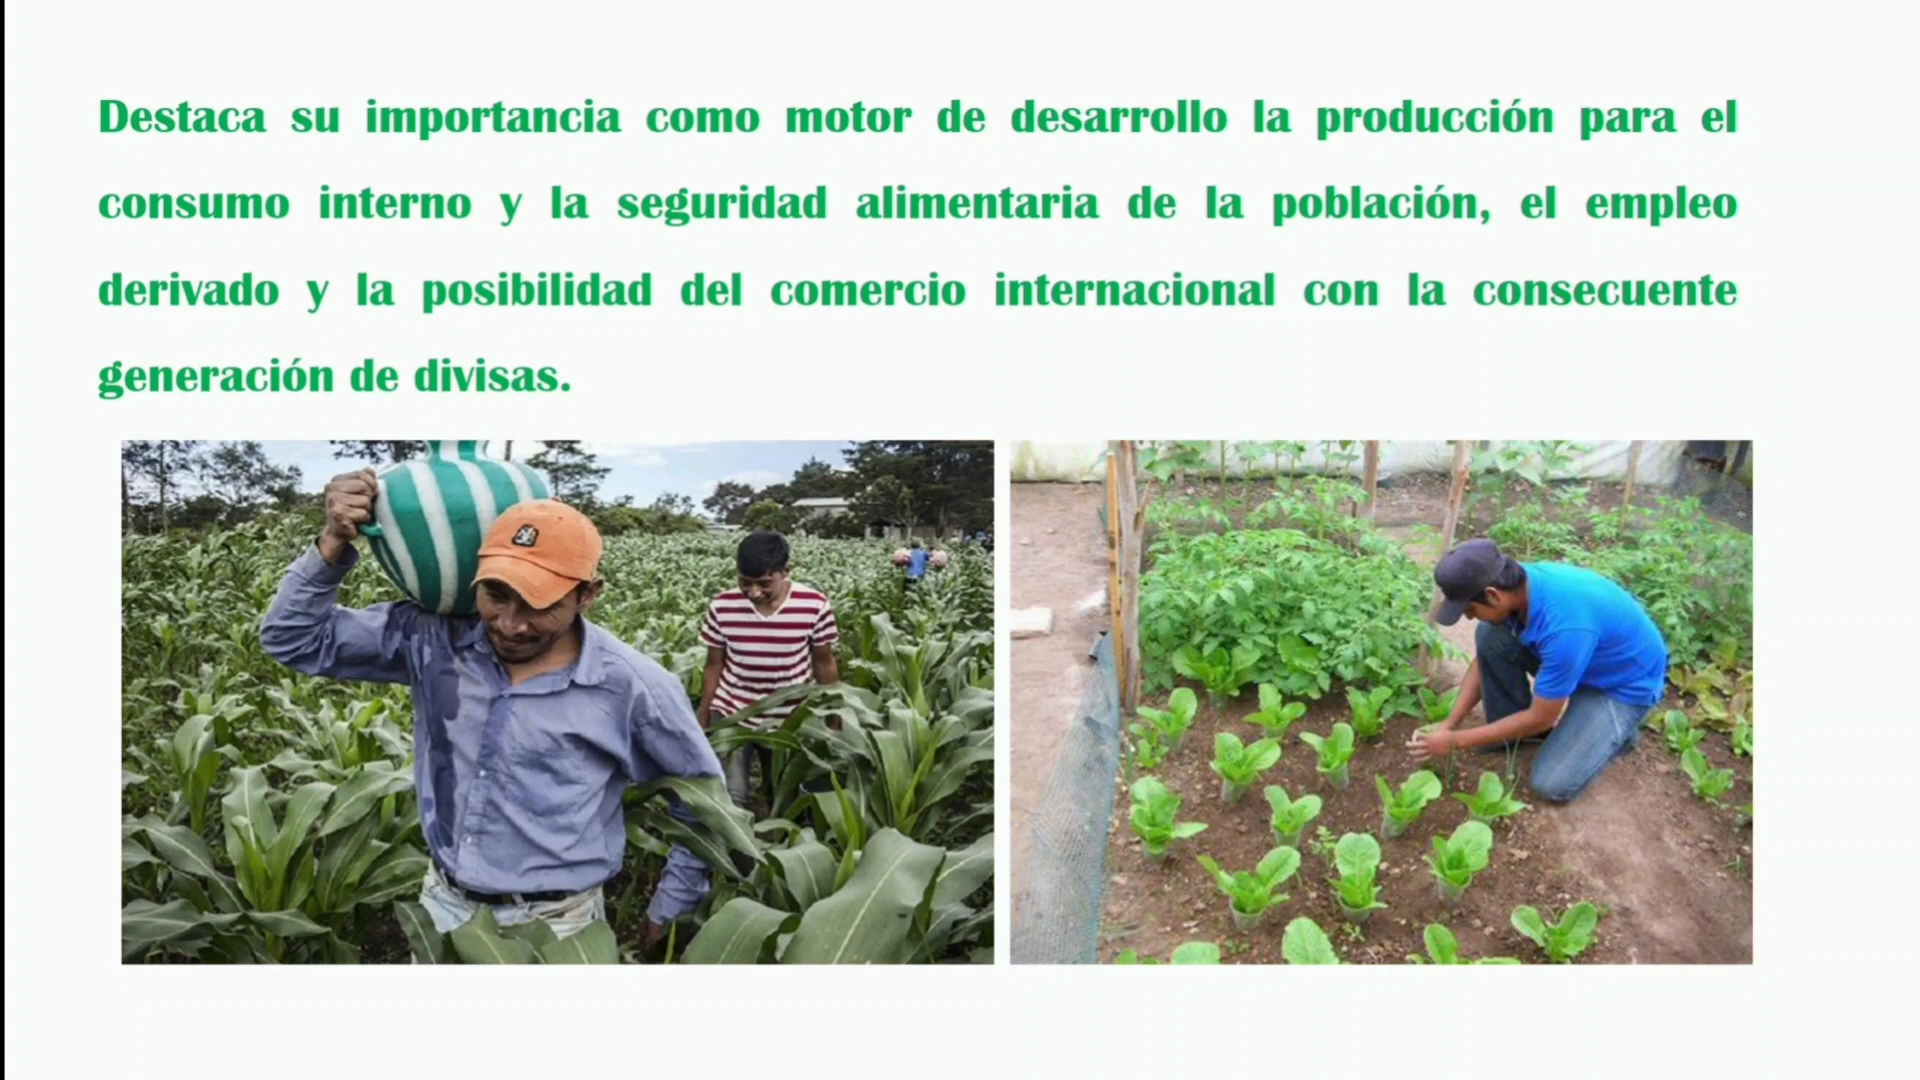 Destaca su importancia como motor de desarrollo la producción para el
consumo interno y la seguridad alimentaria de la población, el empleo
derivado y la posibilidad del comercio internacional con la consecuente
generación de divisas.